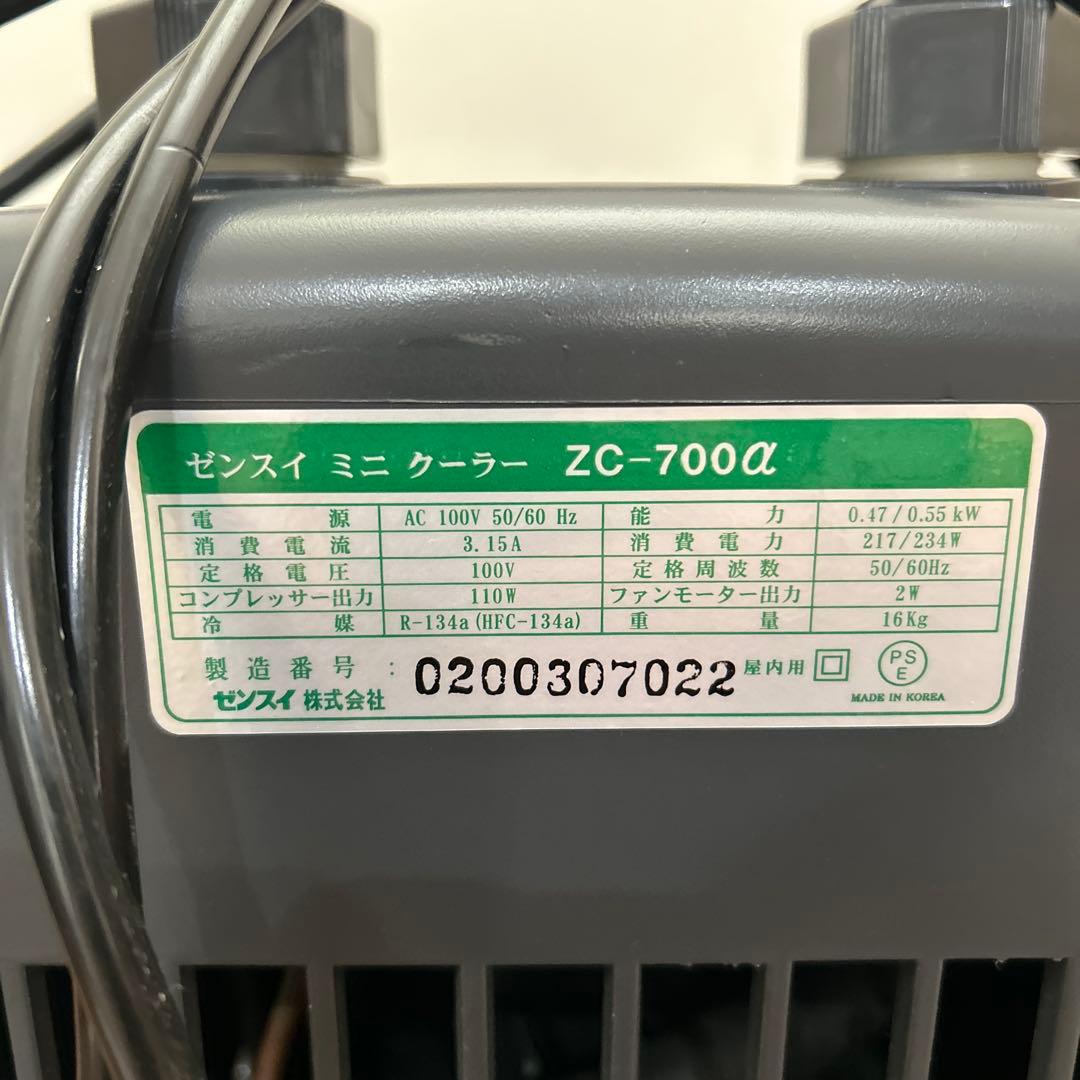 ゼンスイ ミニ クーラー ZC-700α
電源 AC 100V 50/60 Hz 能力 0.47/0.55kW
消費電流 3.15A 消費電力 217/234W
定格電圧 100V 定格周波数 50/60Hz
コンプレッサー出力 110W ファンモーター出力 2W
冷媒 R-134a(HFC-134a) 重量 16Kg
製造番号 : 0200307022 屋内用 PSE
ゼンスイ 株式会社 MADE IN KOREA